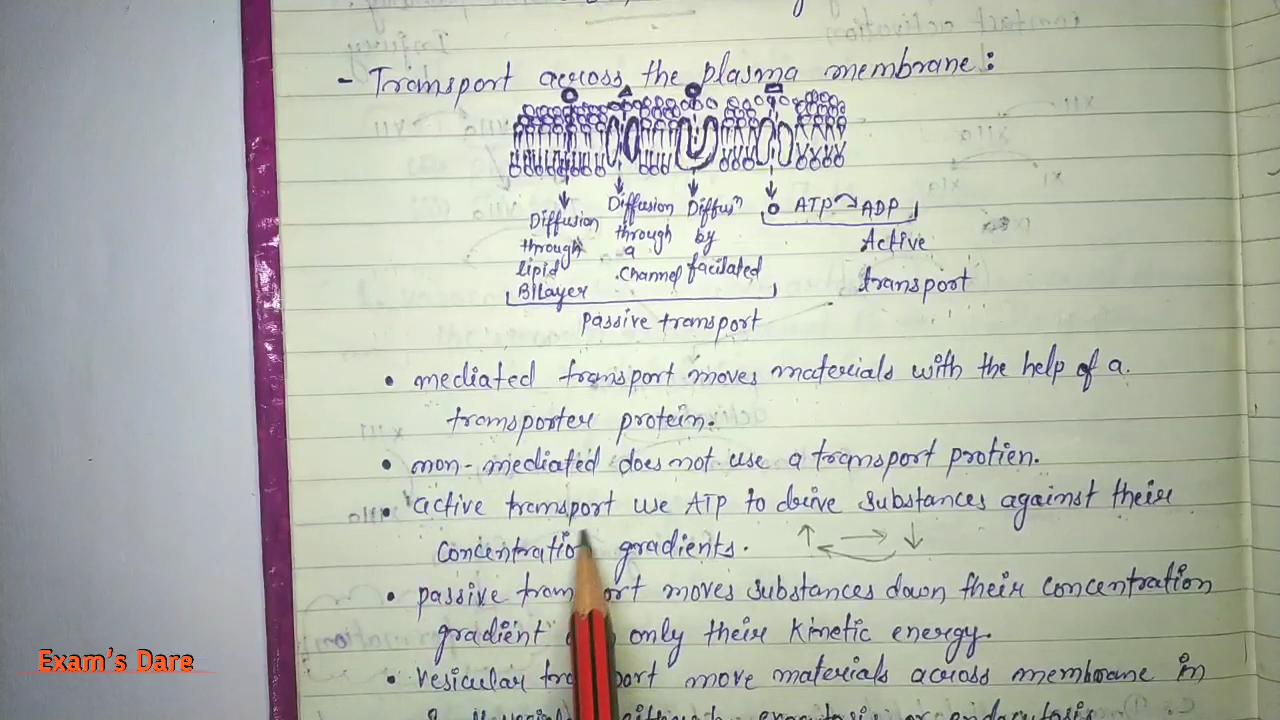 - Transport across the plasma membrane:
Diffusion through lipid Bilayer
Diffusion through a channel
Diffusⁿ by facilated
ATP ADP
Active transport
passive transport
• mediated transport moves materials with the help of a
transporter protein.
• non-mediated does not use a transport protien.
• active transport use ATP to drive substances against their
concentration gradients.
• passive transport moves substances down their concentration
gradient only their kinetic energy.
• vesicular transport move materials across membrane in
Exam's Dare